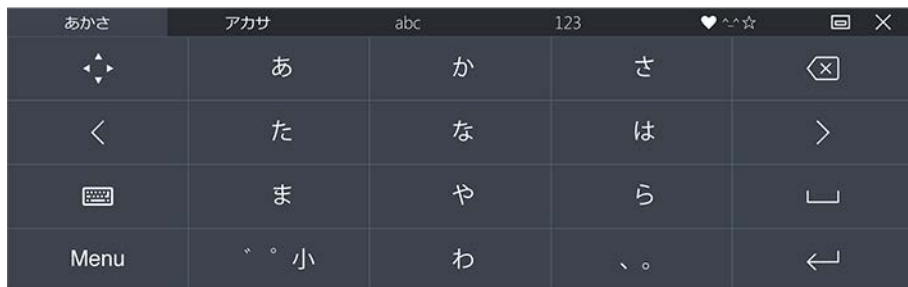 あかさ アカサ abc 123 ♥^_^☆
あ か さ
た な は
ま や ら
Menu ゛゜小 わ 、。